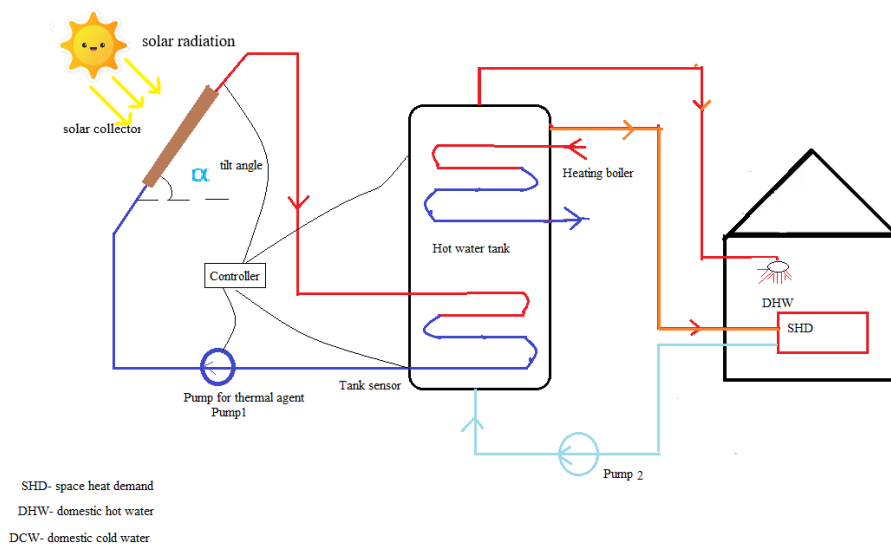 solar radiation
solar collector
α
tilt angle
Heating boiler
Hot water tank
Controller
DHW
SHD
Tank sensor
Pump for thermal agent
Pump1
Pump 2
SHD- space heat demand
DHW- domestic hot water
DCW- domestic cold water